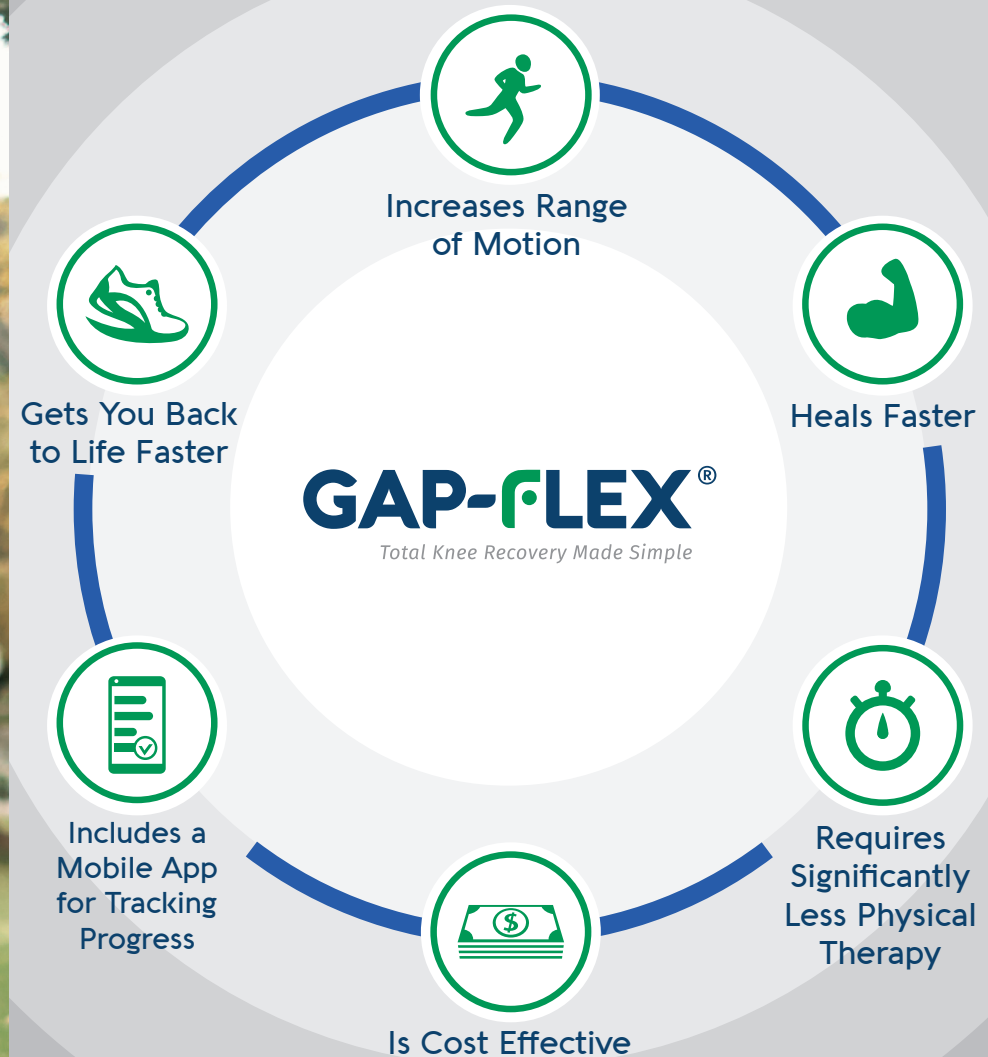 Increases Range
of Motion
Heals Faster
Gets You Back
to Life Faster
GAP-FLEX®
Total Knee Recovery Made Simple
Includes a
Mobile App
for Tracking
Progress
Requires
Significantly
Less Physical
Therapy
$
Is Cost Effective